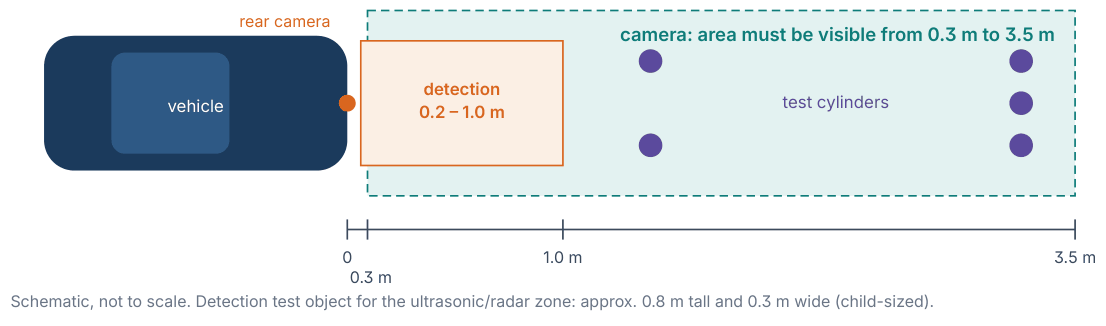 rear camera
camera: area must be visible from 0.3 m to 3.5 m
vehicle
detection
0.2 – 1.0 m
test cylinders
0
0.3 m
1.0 m
3.5 m
Schematic, not to scale. Detection test object for the ultrasonic/radar zone: approx. 0.8 m tall and 0.3 m wide (child-sized).